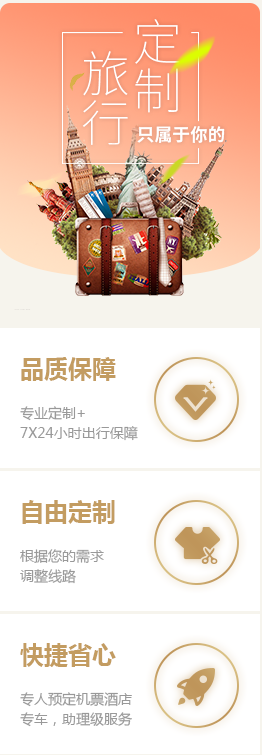 定制
旅行
只属于你的
品质保障
专业定制+
7X24小时出行保障
自由定制
根据您的需求
调整线路
快捷省心
专人预定机票酒店
专车，助理级服务